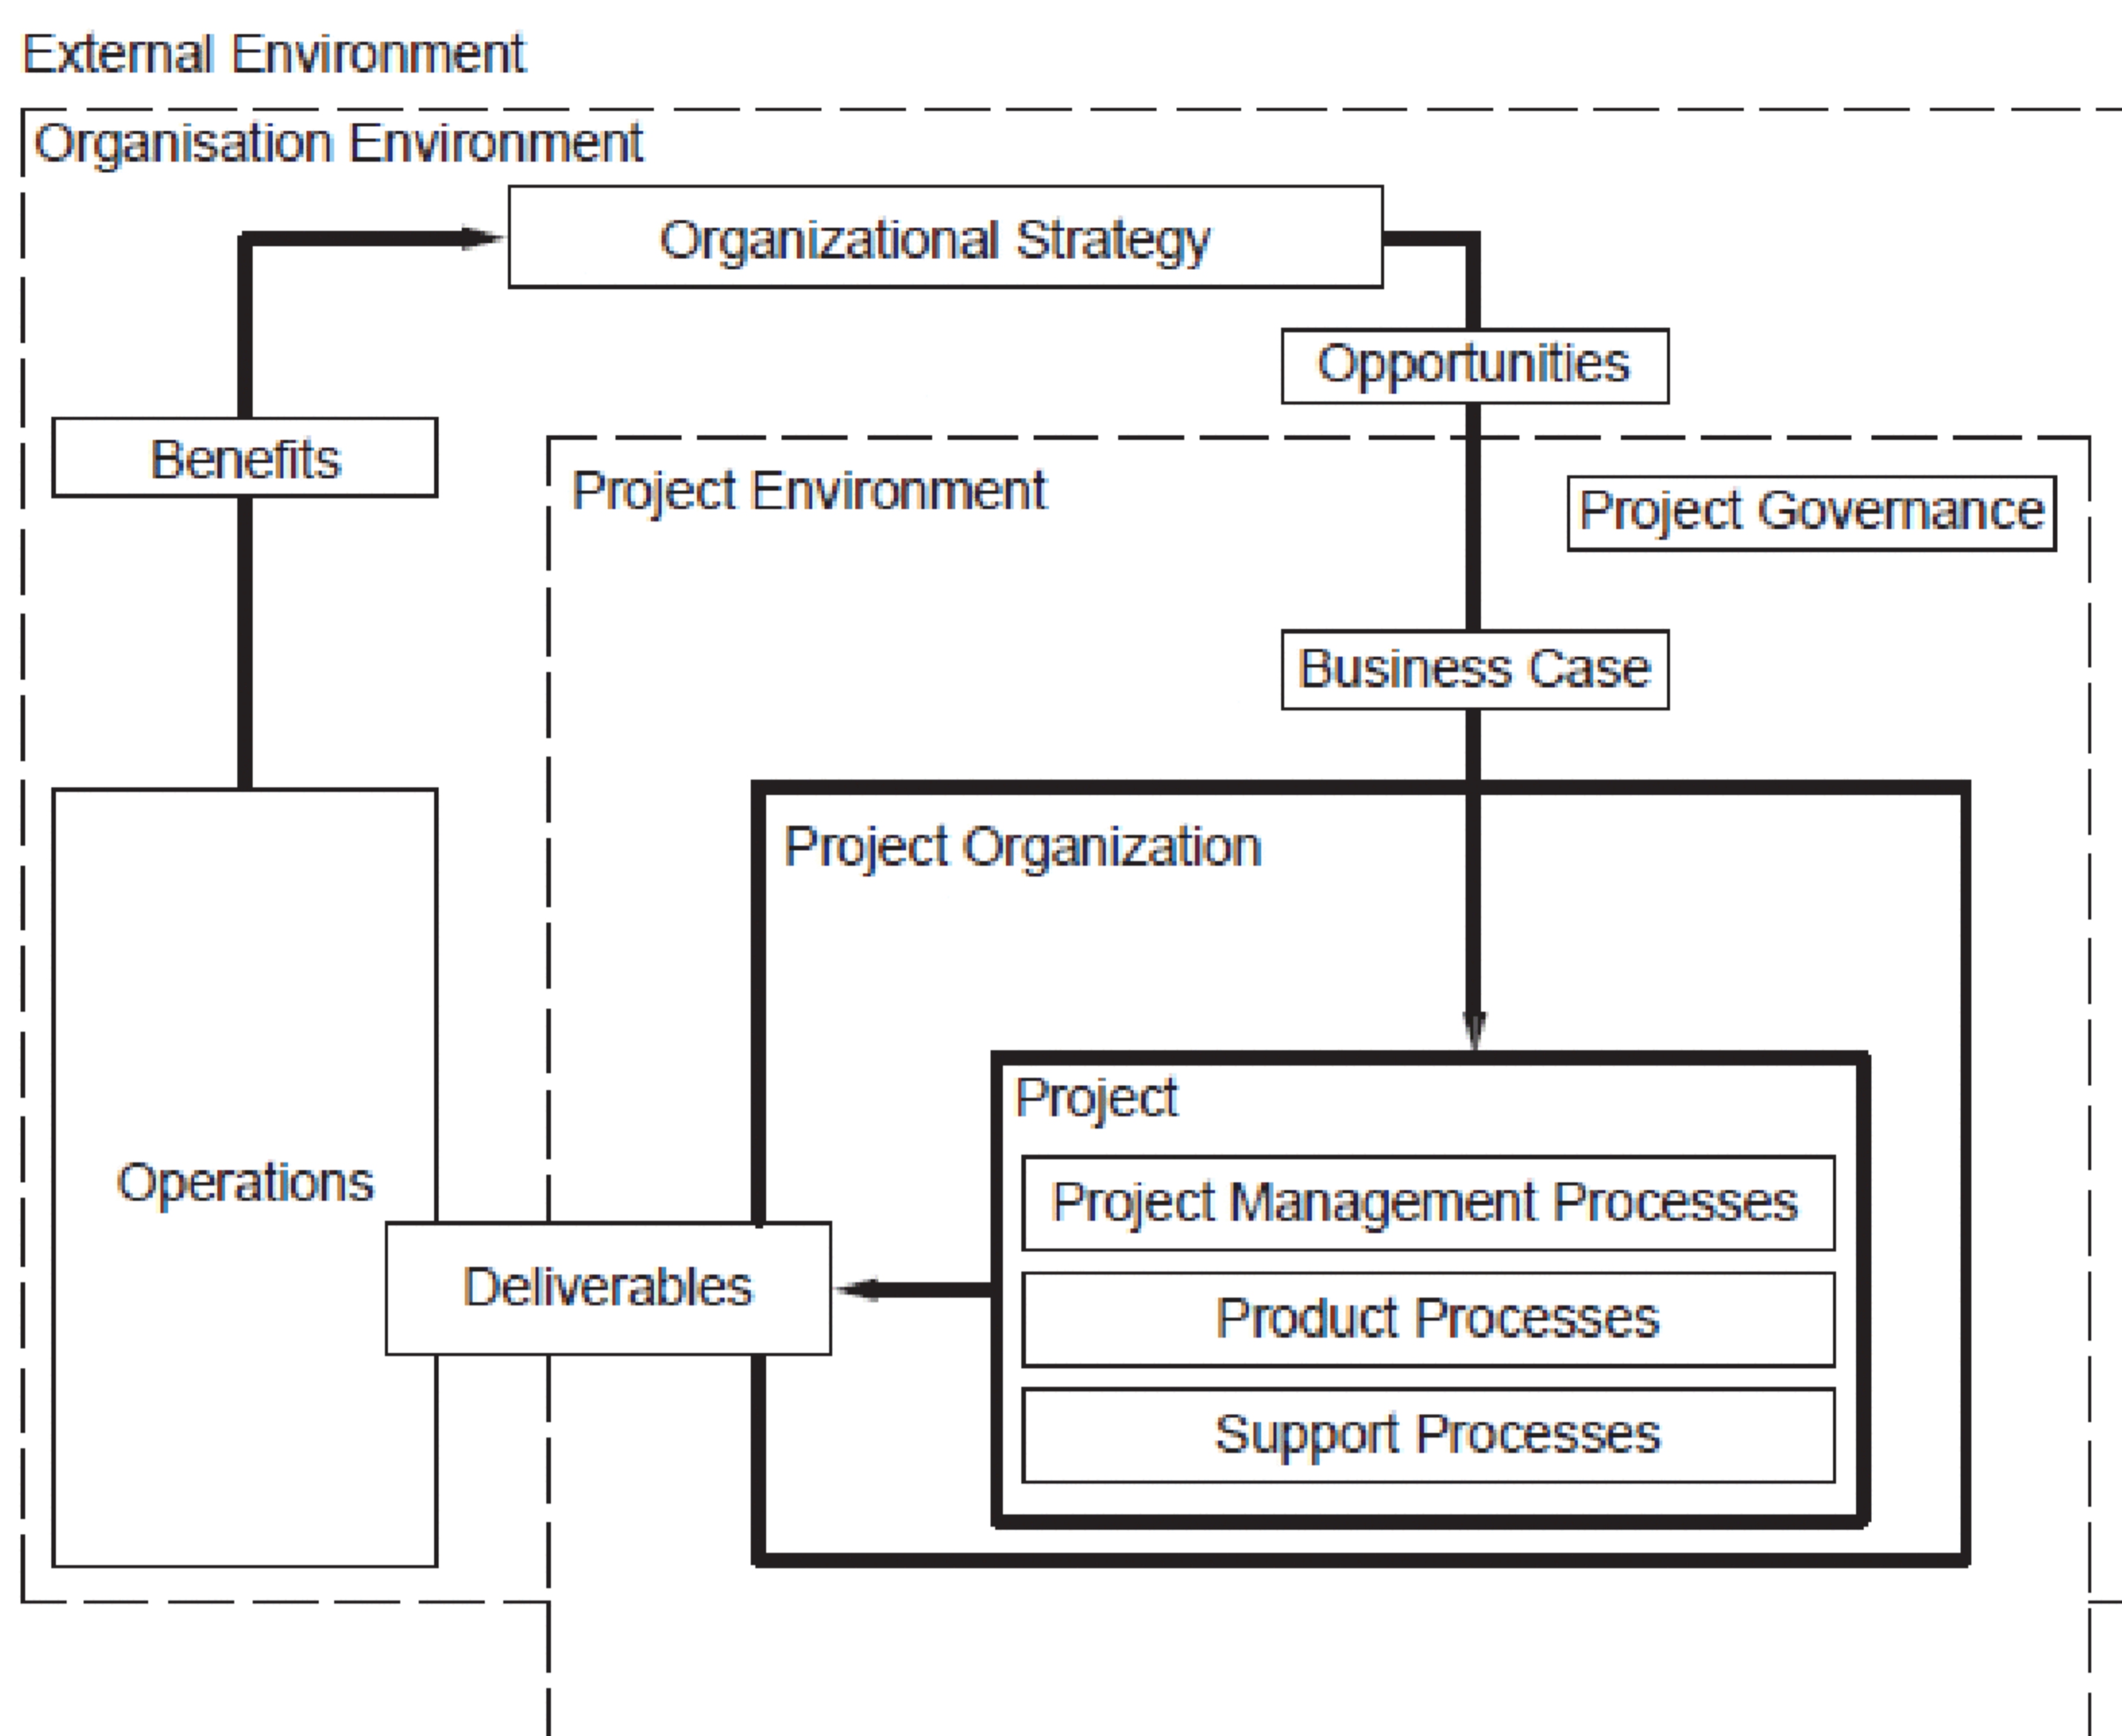 External Environment
Organisation Environment
Organizational Strategy
Opportunities
Benefits
Project Environment
Project Governance
Business Case
Project Organization
Project
Operations
Project Management Processes
Deliverables
Product Processes
Support Processes